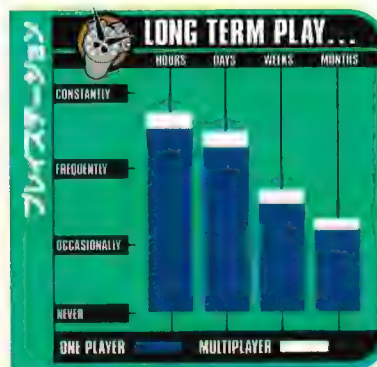 プレイステーション
LONG TERM PLAY...
HOURS DAYS WEEKS MONTHS
CONSTANTLY
FREQUENTLY
OCCASIONALLY
NEVER
ONE PLAYER MULTIPLAYER